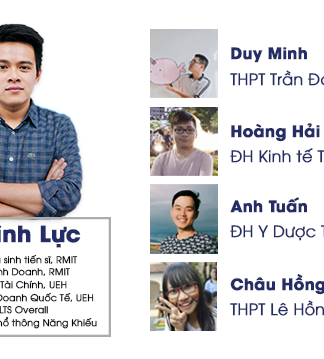 Duy Minh
THPT Trần Đ
Hoàng Hải
ĐH Kinh tế T
Anh Tuấn
ĐH Y Dược
Châu Hồng
THPT Lê Hồn
inh Lực
sinh tiến sĩ, RMIT
nh Doanh, RMIT
Tài Chính, UEH
Doanh Quốc Tế, UEH
LTS Overall
hổ thông Năng Khiếu